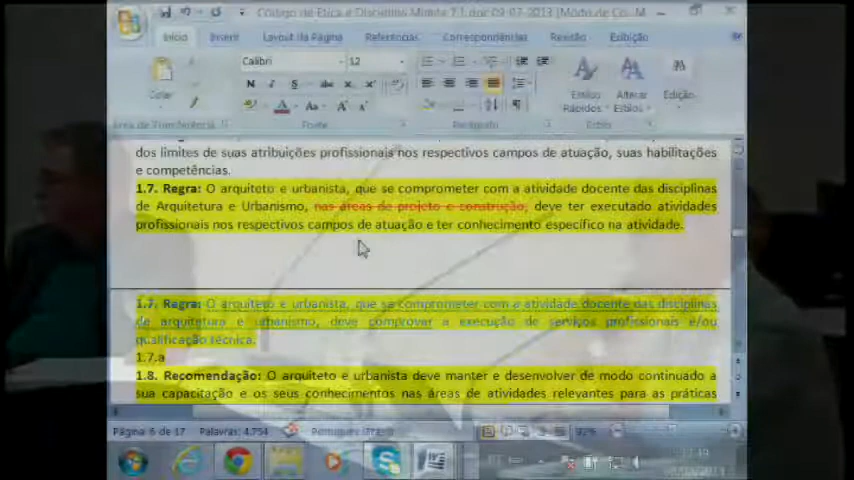 Código de Ética e Disciplina Minuta 7.1.doc 09-07-2013 [Modo de Co... M...
Início Inserir Layout da Página Referências Correspondências Revisão Exibição
Calibri 12
Colar
Estilos Rápidos
Alterar Estilos
Edição
Área de Transferência Fonte Parágrafo Estilo
dos limites de suas atribuições profissionais nos respectivos campos de atuação, suas habilitações
e competências.
1.7. Regra: O arquiteto e urbanista, que se comprometer com a atividade docente das disciplinas
de Arquitetura e Urbanismo, nas áreas de projeto e construção, deve ter executado atividades
profissionais nos respectivos campos de atuação e ter conhecimento específico na atividade.
1.7. Regra: O arquiteto e urbanista, que se comprometer com a atividade docente das disciplinas
de arquitetura e urbanismo, deve comprovar a execução de serviços profissionais e/ou
qualificação técnica.
1.7.a
1.8. Recomendação: O arquiteto e urbanista deve manter e desenvolver de modo continuado a
sua capacitação e os seus conhecimentos nas áreas de atividades relevantes para as práticas
Página: 6 de 17 Palavras: 4.754 Português (Brasil) 92%
PT